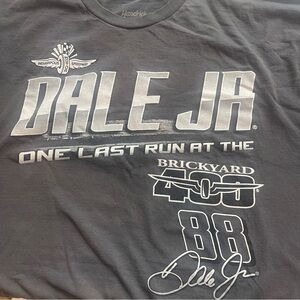 DALE JR.
ONE LAST RUN AT THE
BRICKYARD
400
88
Dale Jr.